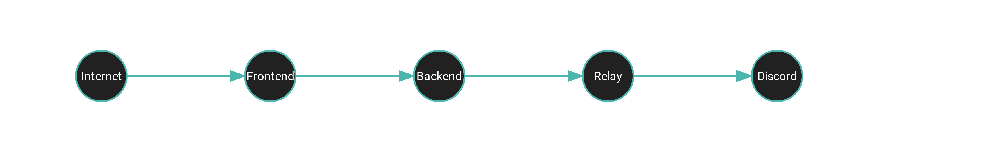 Internet
Frontend
Backend
Relay
Discord